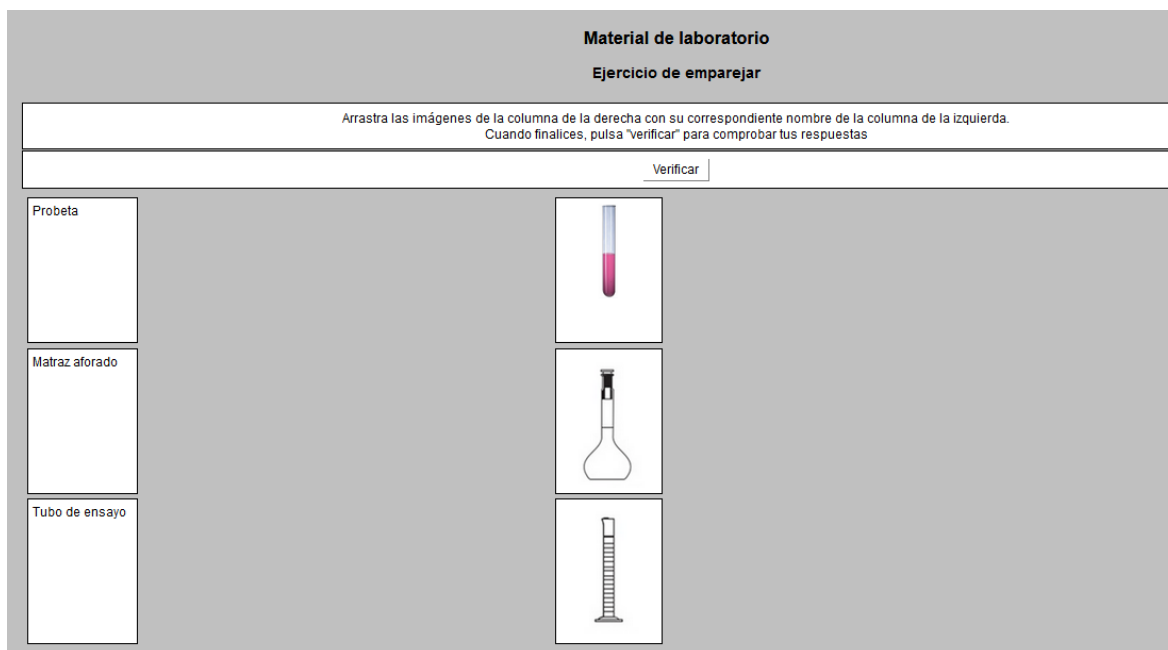 Material de laboratorio
Ejercicio de emparejar
Arrastra las imágenes de la columna de la derecha con su correspondiente nombre de la columna de la izquierda.
Cuando finalices, pulsa "verificar" para comprobar tus respuestas
Verificar
Probeta
Matraz aforado
Tubo de ensayo